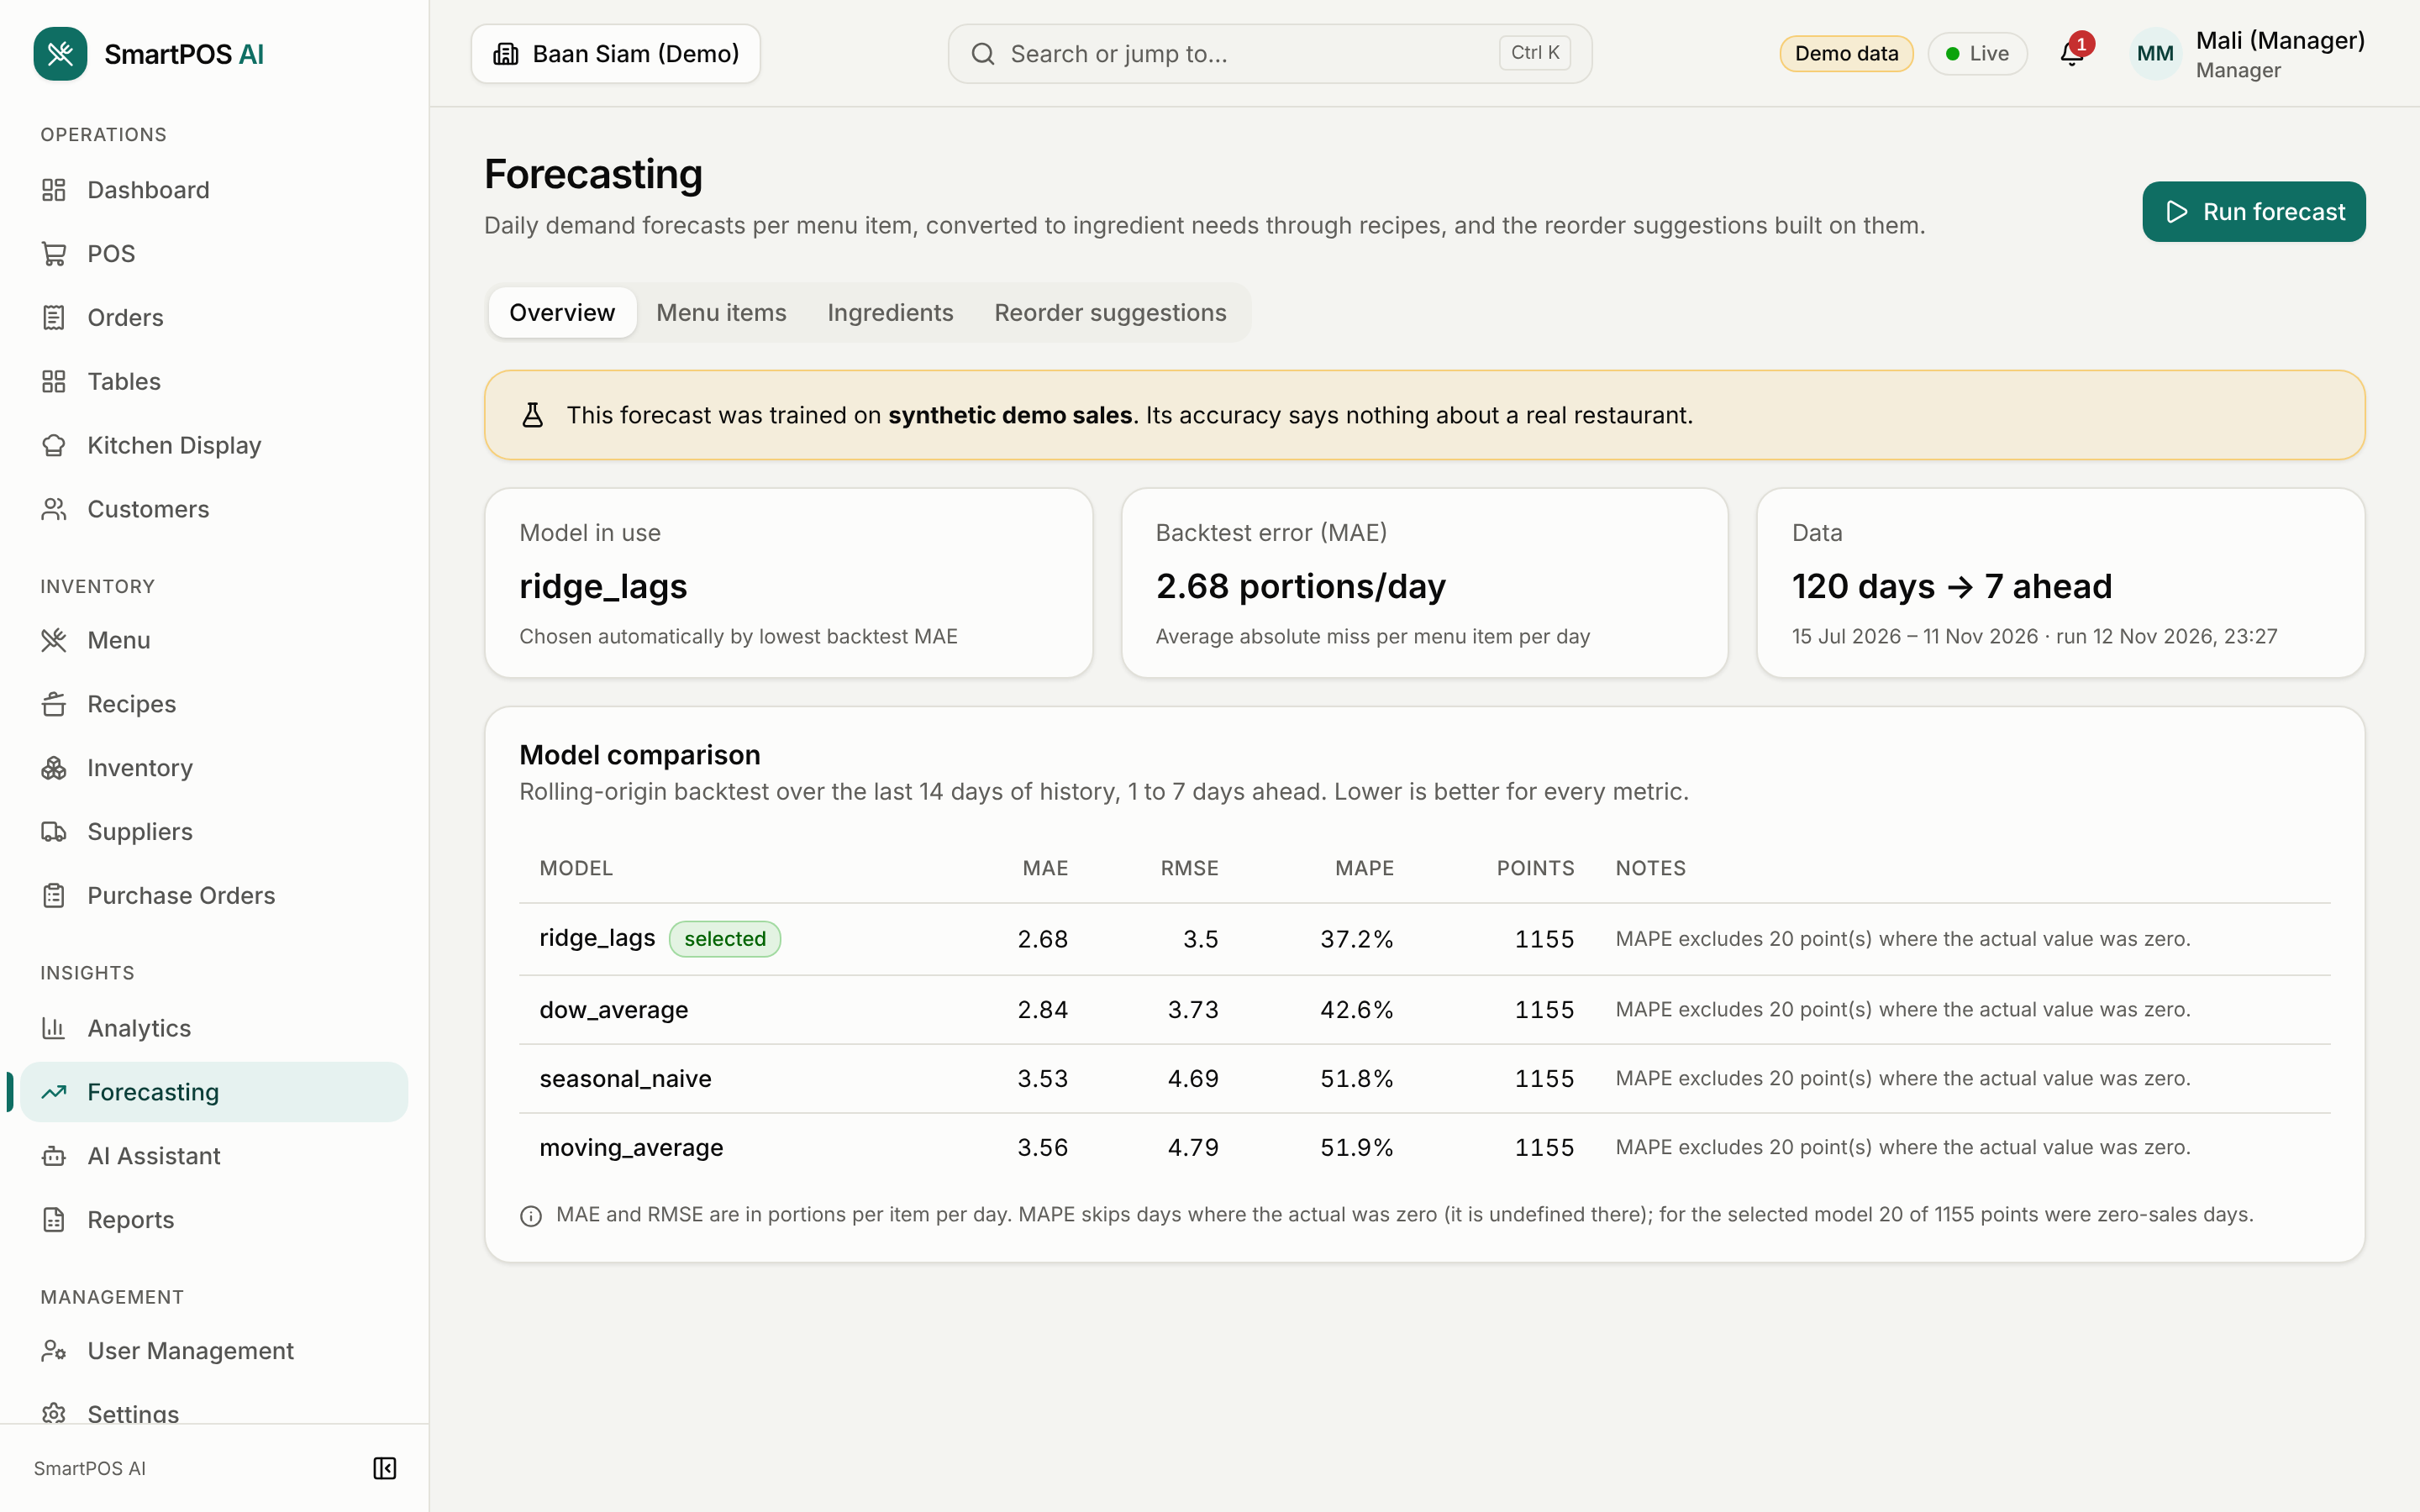 SmartPOS AI
OPERATIONS
Dashboard
POS
Orders
Tables
Kitchen Display
Customers
INVENTORY
Menu
Recipes
Inventory
Suppliers
Purchase Orders
INSIGHTS
Analytics
Forecasting
AI Assistant
Reports
MANAGEMENT
User Management
Settings
SmartPOS AI
Baan Siam (Demo)
Search or jump to...
Ctrl K
Demo data
Live
1
MM
Mali (Manager)
Manager
Forecasting
Daily demand forecasts per menu item, converted to ingredient needs through recipes, and the reorder suggestions built on them.
Run forecast
Overview Menu items Ingredients Reorder suggestions
This forecast was trained on synthetic demo sales. Its accuracy says nothing about a real restaurant.
Model in use
ridge_lags
Chosen automatically by lowest backtest MAE
Backtest error (MAE)
2.68 portions/day
Average absolute miss per menu item per day
Data
120 days → 7 ahead
15 Jul 2026 – 11 Nov 2026 · run 12 Nov 2026, 23:27
Model comparison
Rolling-origin backtest over the last 14 days of history, 1 to 7 days ahead. Lower is better for every metric.
MODEL MAE RMSE MAPE POINTS NOTES
ridge_lags selected 2.68 3.5 37.2% 1155 MAPE excludes 20 point(s) where the actual value was zero.
dow_average 2.84 3.73 42.6% 1155 MAPE excludes 20 point(s) where the actual value was zero.
seasonal_naive 3.53 4.69 51.8% 1155 MAPE excludes 20 point(s) where the actual value was zero.
moving_average 3.56 4.79 51.9% 1155 MAPE excludes 20 point(s) where the actual value was zero.
MAE and RMSE are in portions per item per day. MAPE skips days where the actual was zero (it is undefined there); for the selected model 20 of 1155 points were zero-sales days.